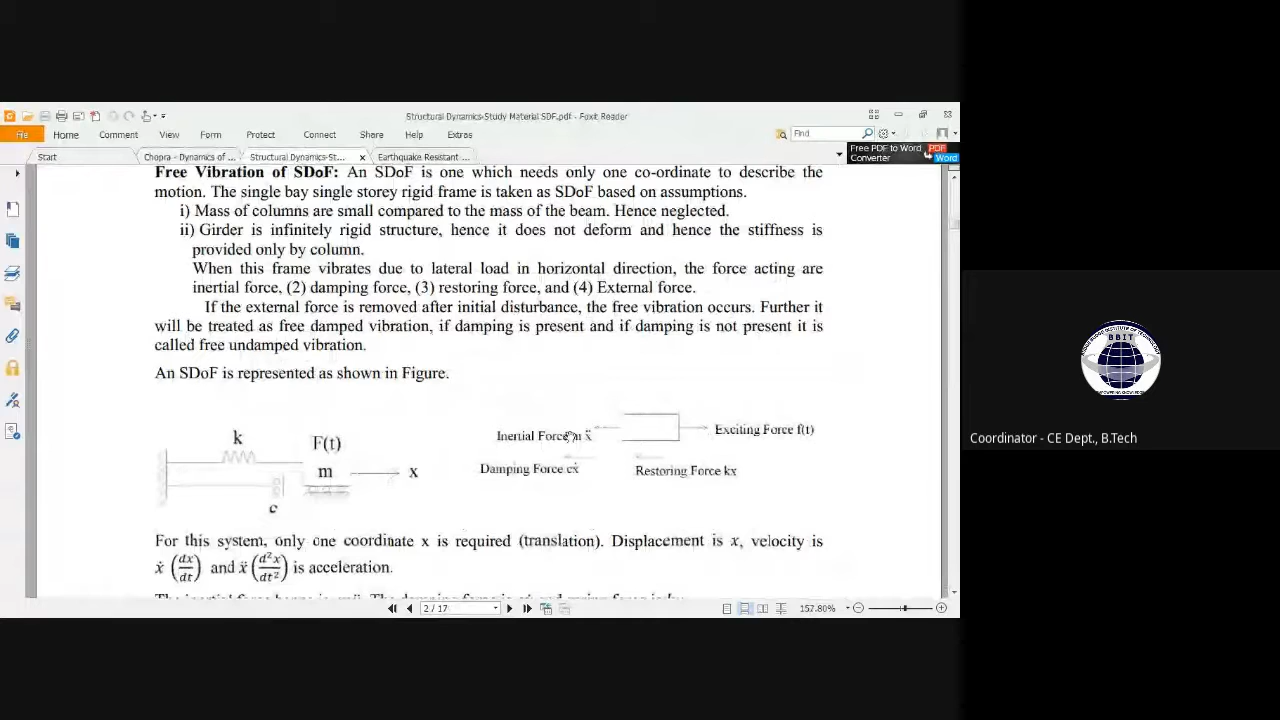 Structural Dynamics-Study Material SDF.pdf - Foxit Reader
File Home Comment View Form Protect Connect Share Help Extras
Find
Start Chopra - Dynamics of ... Structural Dynamics-St... Earthquake Resistant ...
Free PDF to Word Converter
PDF
Word
Free Vibration of SDoF: An SDoF is one which needs only one co-ordinate to describe the
motion. The single bay single storey rigid frame is taken as SDoF based on assumptions.
i) Mass of columns are small compared to the mass of the beam. Hence neglected.
ii) Girder is infinitely rigid structure, hence it does not deform and hence the stiffness is
provided only by column.
When this frame vibrates due to lateral load in horizontal direction, the force acting are
inertial force, (2) damping force, (3) restoring force, and (4) External force.
If the external force is removed after initial disturbance, the free vibration occurs. Further it
will be treated as free damped vibration, if damping is present and if damping is not present it is
called free undamped vibration.
An SDoF is represented as shown in Figure.
k
F(t)
m
x
c
Inertial Force m ẍ
Exciting Force f(t)
Damping Force cẋ
Restoring Force kx
For this system, only one coordinate x is required (translation). Displacement is x, velocity is
ẋ (dx/dt) and ẍ (d²x/dt²) is acceleration.
2 / 17
157.80%
BBIT
Coordinator - CE Dept., B.Tech